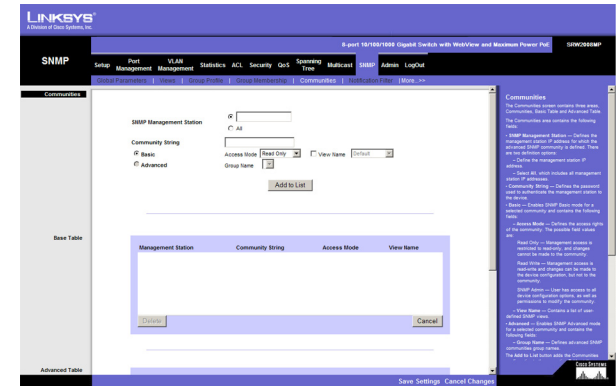 LINKSYS®
A Division of Cisco Systems, Inc.
8-port 10/100/1000 Gigabit Switch with WebView and Maximum Power PoE SRW2008MP
SNMP
Setup Port Management VLAN Management Statistics ACL Security QoS Spanning Tree Multicast SNMP Admin LogOut
Global Parameters | Views | Group Profile | Group Membership | Communities | Notification Filter | More...>>
Communities
SNMP Management Station
All
Community String
Basic Access Mode Read Only View Name Default
Advanced Group Name
Add to List
Base Table
Management Station Community String Access Mode View Name
Delete Cancel
Advanced Table
Communities
The Communities screen contains three areas,
Communities, Basic Table and Advanced Table.
The Communities area contains the following
fields:
• SNMP Management Station — Defines the
management station IP address for which the
advanced SNMP community is defined. There
are two definition options:
– Define the management station IP
address.
– Select All, which includes all management
station IP addresses.
• Community String — Defines the password
used to authenticate the management station to
the device.
• Basic — Enables SNMP Basic mode for a
selected community and contains the following
fields:
– Access Mode — Defines the access rights
of the community. The possible field values
are:
Read Only — Management access is
restricted to read-only, and changes
cannot be made to the community.
Read Write — Management access is
read-write and changes can be made to
the device configuration, but not to the
community.
SNMP Admin — User has access to all
device configuration options, as well as
permissions to modify the community.
– View Name — Contains a list of user-
defined SNMP views.
• Advanced — Enables SNMP Advanced mode
for a selected community and contains the
following fields:
– Group Name — Defines advanced SNMP
communities group names.
The Add to List button adds the Communities
Save Settings Cancel Changes
CISCO SYSTEMS